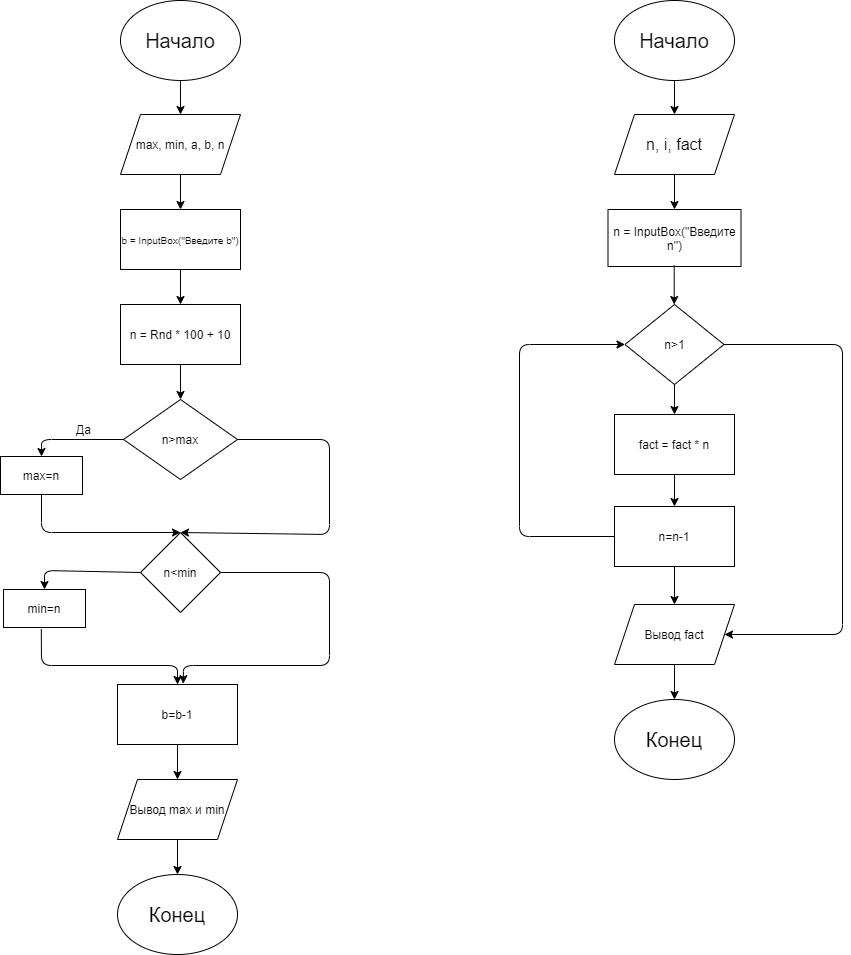 Начало
max, min, a, b, n
b = InputBox("Введите b")
n = Rnd * 100 + 10
n>max
Да
max=n
n<min
min=n
b=b-1
Вывод max и min
Конец
Начало
n, i, fact
n = InputBox("Введите
n")
n>1
fact = fact * n
n=n-1
Вывод fact
Конец